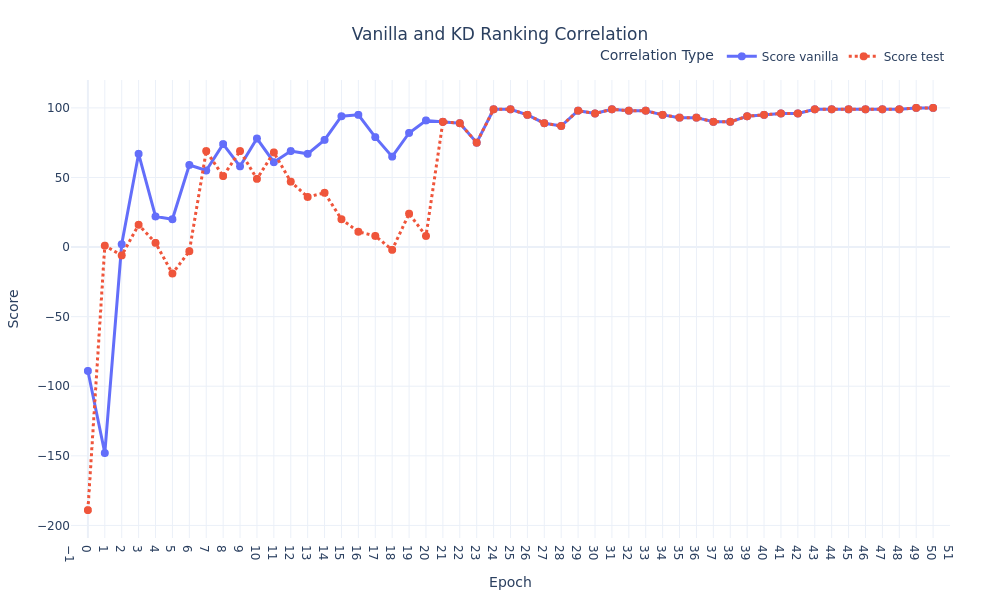 Vanilla and KD Ranking Correlation
Correlation Type Score vanilla Score test
100
50
0
−50
−100
−150
−200
Score
−1 0 1 2 3 4 5 6 7 8 9 10 11 12 13 14 15 16 17 18 19 20 21 22 23 24 25 26 27 28 29 30 31 32 33 34 35 36 37 38 39 40 41 42 43 44 45 46 47 48 49 50 51
Epoch